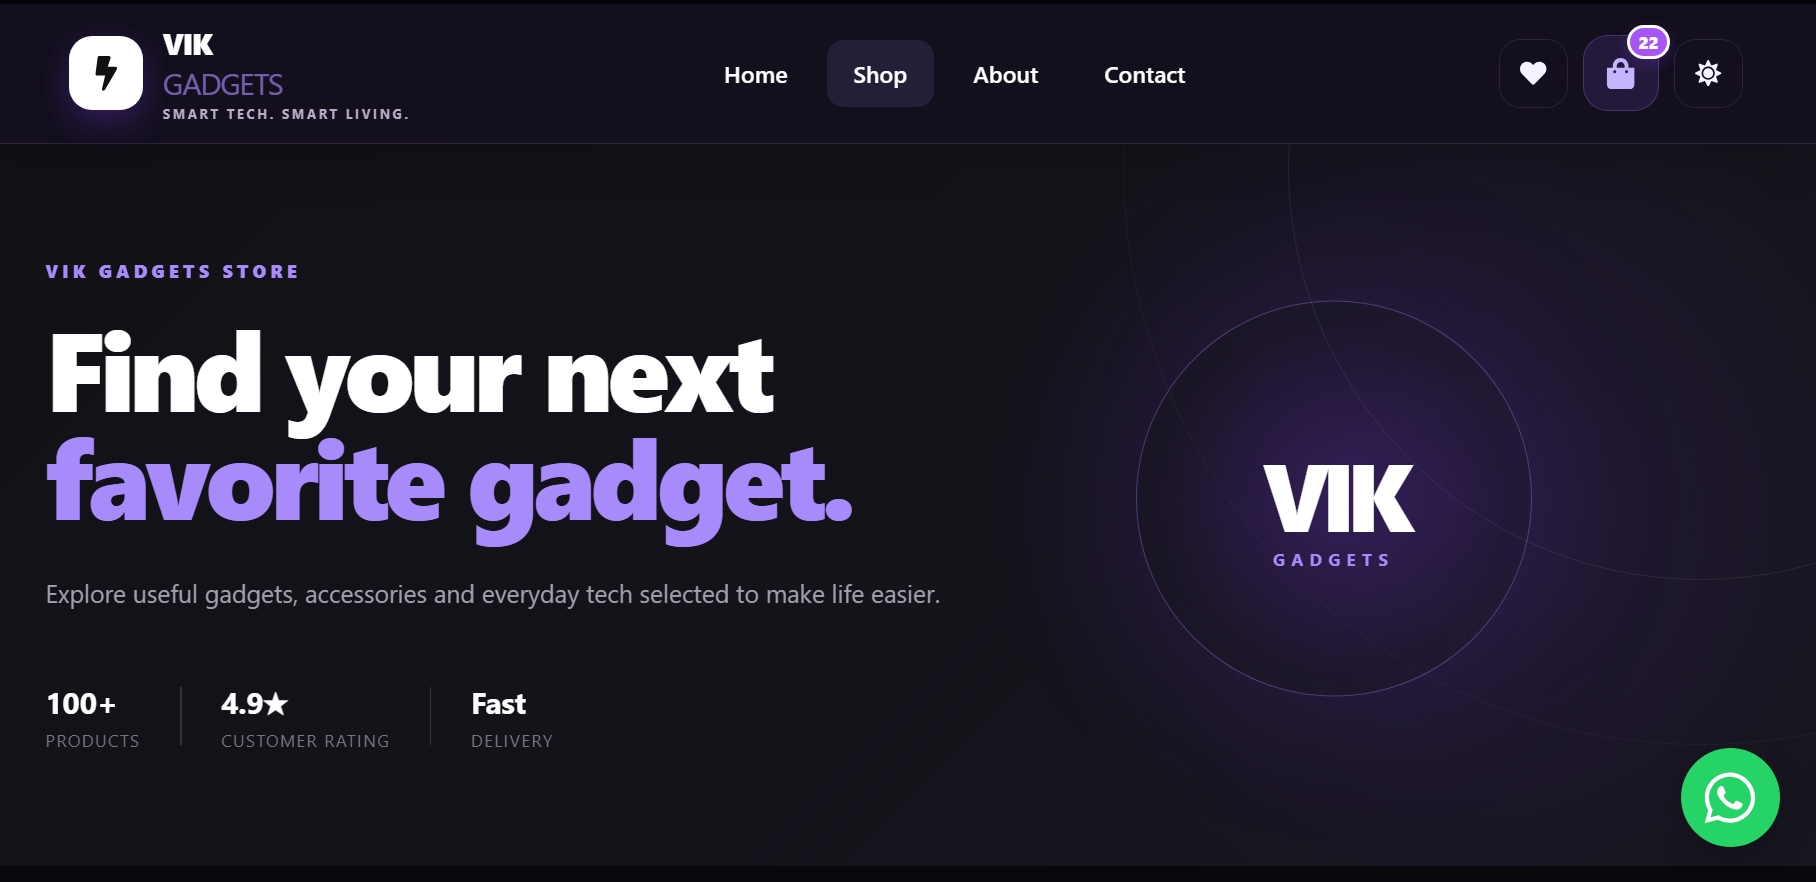 VIK
GADGETS
SMART TECH. SMART LIVING.
Home
Shop
About
Contact
22
VIK GADGETS STORE
Find your next
favorite gadget.
Explore useful gadgets, accessories and everyday tech selected to make life easier.
100+
PRODUCTS
4.9★
CUSTOMER RATING
Fast
DELIVERY
VIK
GADGETS